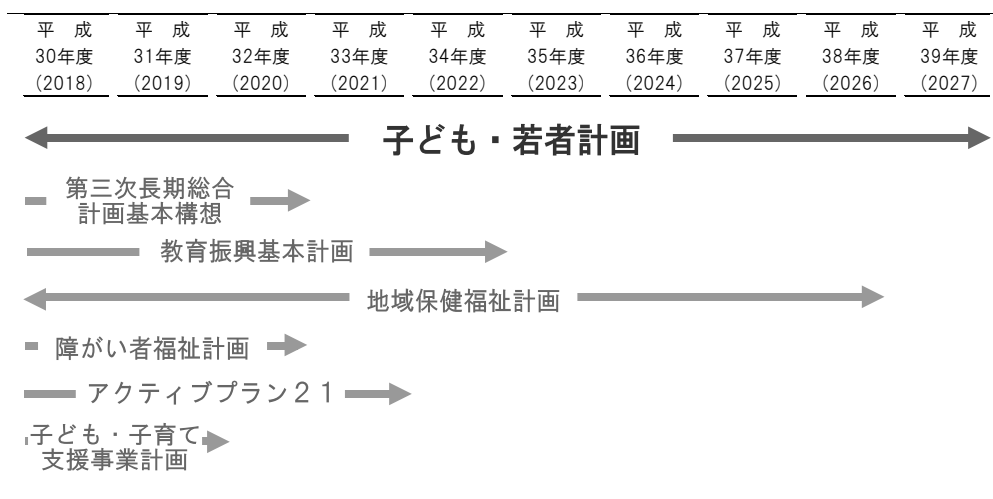 平　成　平　成　平　成　平　成　平　成　平　成　平　成　平　成　平　成　平　成
30年度　31年度　32年度　33年度　34年度　35年度　36年度　37年度　38年度　39年度
（2018）（2019）（2020）（2021）（2022）（2023）（2024）（2025）（2026）（2027）
子ども・若者計画
第三次長期総合
計画基本構想
教育振興基本計画
地域保健福祉計画
障がい者福祉計画
アクティブプラン２１
子ども・子育て
支援事業計画